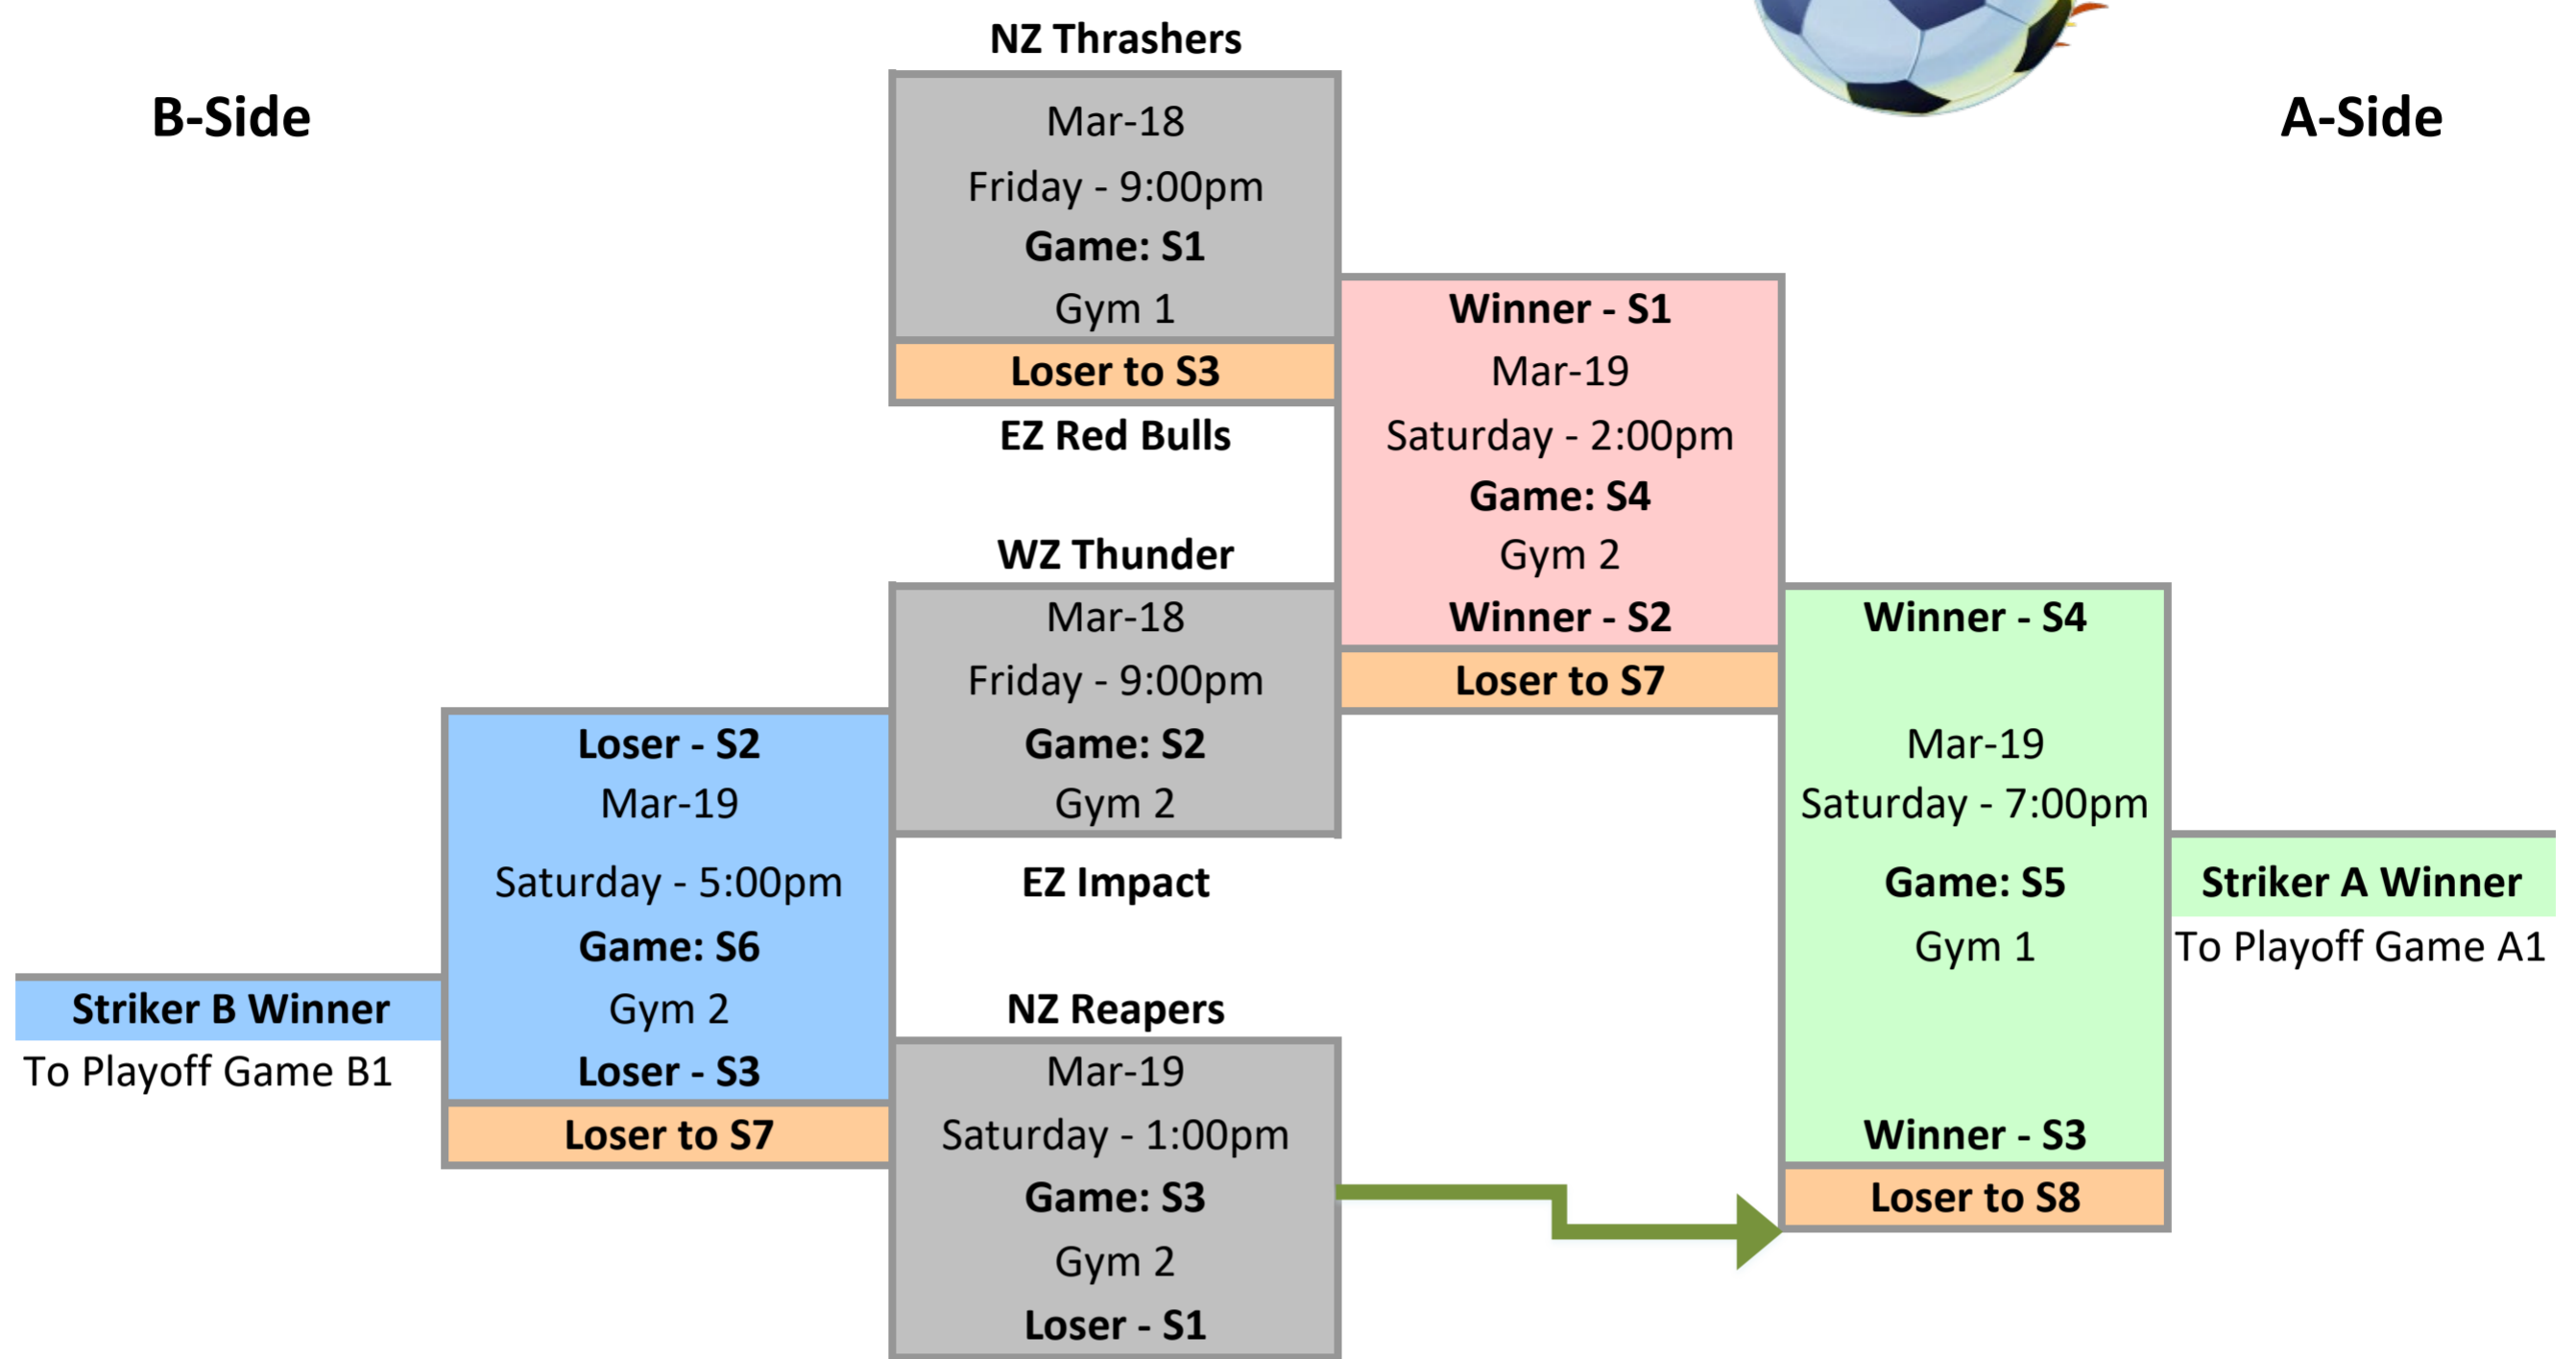 B-Side
A-Side
NZ Thrashers
Mar-18
Friday - 9:00pm
Game: S1
Gym 1
Loser to S3
EZ Red Bulls
WZ Thunder
Mar-18
Friday - 9:00pm
Game: S2
Gym 2
EZ Impact
NZ Reapers
Mar-19
Saturday - 1:00pm
Game: S3
Gym 2
Loser - S1
Winner - S1
Mar-19
Saturday - 2:00pm
Game: S4
Gym 2
Winner - S2
Loser to S7
Winner - S4
Mar-19
Saturday - 7:00pm
Game: S5
Gym 1
Winner - S3
Loser to S8
Striker A Winner
To Playoff Game A1
Loser - S2
Mar-19
Saturday - 5:00pm
Game: S6
Gym 2
Loser - S3
Loser to S7
Striker B Winner
To Playoff Game B1